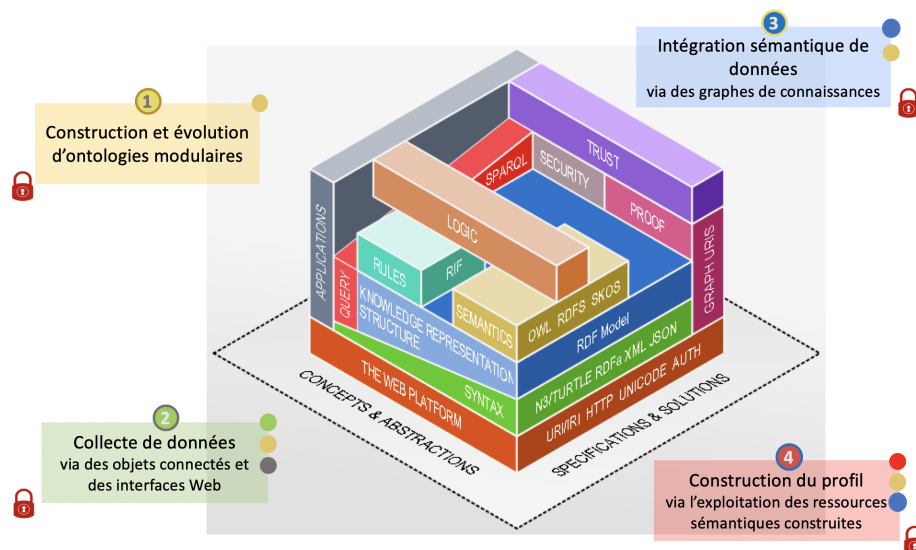 1
Construction et évolution
d'ontologies modulaires
3
Intégration sémantique de
données
via des graphes de connaissances
TRUST
SPARQL
SECURITY
PROOF
LOGIC
APPLICATIONS
RULES
RIF
GRAPH URIS
QUERY
KNOWLEDGE REPRESENTATION
STRUCTURE
SEMANTICS
OWL RDFS SKOS
RDF Model
SYNTAX
N3/TURTLE RDFa XML JSON
THE WEB PLATFORM
URI/IRI HTTP UNICODE AUTH
CONCEPTS & ABSTRACTIONS
SPECIFICATIONS & SOLUTIONS
2
Collecte de données
via des objets connectés et
des interfaces Web
4
Construction du profil
via l'exploitation des ressources
sémantiques construites